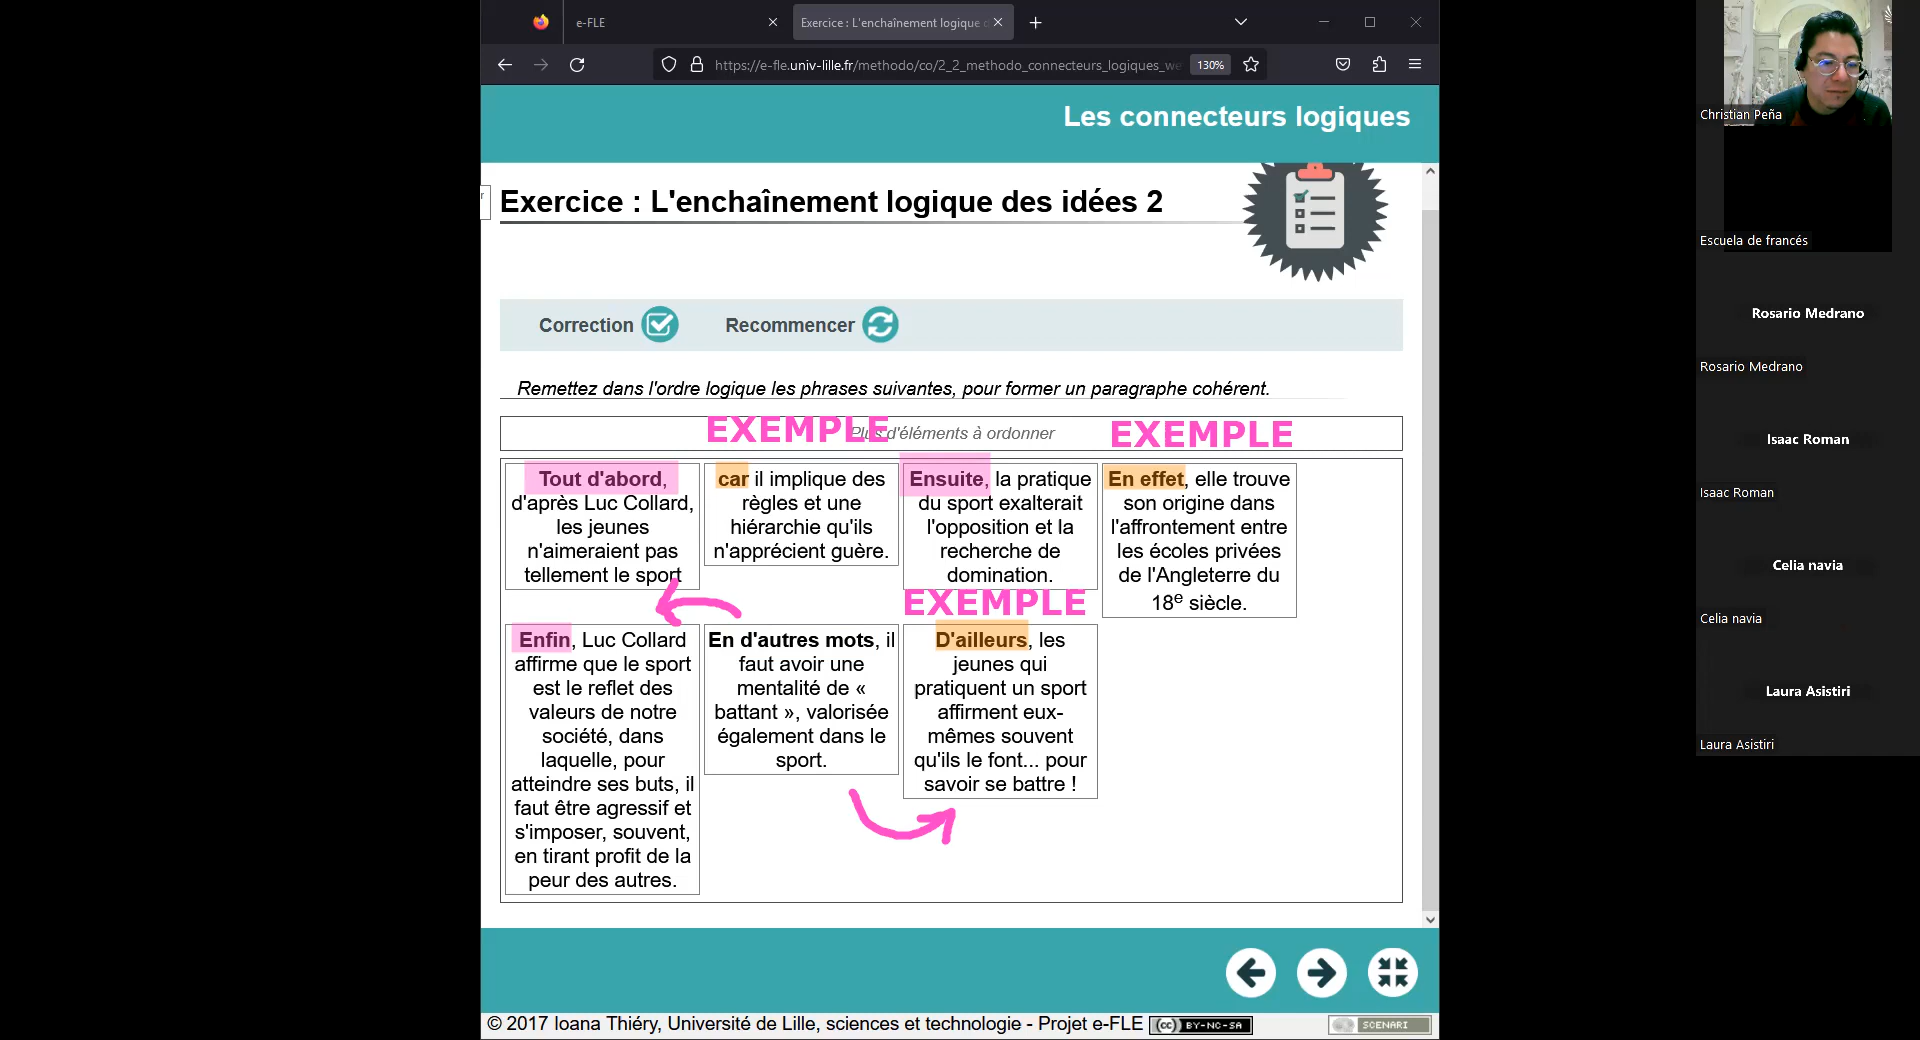 e-FLE
Exercice : L'enchaînement logique d
https://e-fle.univ-lille.fr/methodo/co/2_2_methodo_connecteurs_logiques_we
130%
Les connecteurs logiques
Exercice : L'enchaînement logique des idées 2
Correction
Recommencer
Remettez dans l'ordre logique les phrases suivantes, pour former un paragraphe cohérent.
Plus d'éléments à ordonner
EXEMPLE
EXEMPLE
Tout d'abord,
d'après Luc Collard,
les jeunes
n'aimeraient pas
tellement le sport
car il implique des
règles et une
hiérarchie qu'ils
n'apprécient guère.
Ensuite, la pratique
du sport exalterait
l'opposition et la
recherche de
domination.
En effet, elle trouve
son origine dans
l'affrontement entre
les écoles privées
de l'Angleterre du
18e siècle.
EXEMPLE
Enfin, Luc Collard
affirme que le sport
est le reflet des
valeurs de notre
société, dans
laquelle, pour
atteindre ses buts, il
faut être agressif et
s'imposer, souvent,
en tirant profit de la
peur des autres.
En d'autres mots, il
faut avoir une
mentalité de «
battant », valorisée
également dans le
sport.
D'ailleurs, les
jeunes qui
pratiquent un sport
affirment eux-
mêmes souvent
qu'ils le font... pour
savoir se battre !
© 2017 Ioana Thiéry, Université de Lille, sciences et technologie - Projet e-FLE
cc BY-NC-SA
SCENARI
Christian Peña
Escuela de francés
Rosario Medrano
Rosario Medrano
Isaac Roman
Isaac Roman
Celia navia
Celia navia
Laura Asistiri
Laura Asistiri